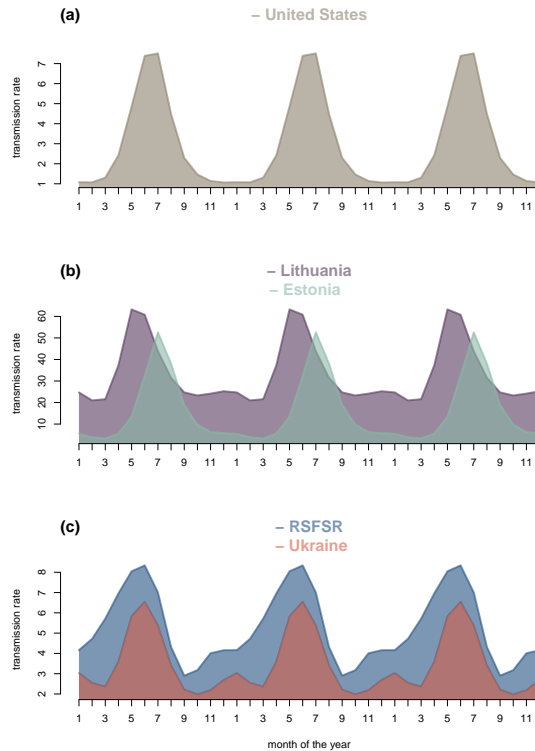 (a) – United States
7
6
5
4
3
2
1
transmission rate
1 3 5 7 9 11 1 3 5 7 9 11 1 3 5 7 9 11
(b) – Lithuania
– Estonia
60
50
40
30
20
10
transmission rate
1 3 5 7 9 11 1 3 5 7 9 11 1 3 5 7 9 11
(c) – RSFSR
– Ukraine
8
7
6
5
4
3
2
transmission rate
1 3 5 7 9 11 1 3 5 7 9 11 1 3 5 7 9 11
month of the year